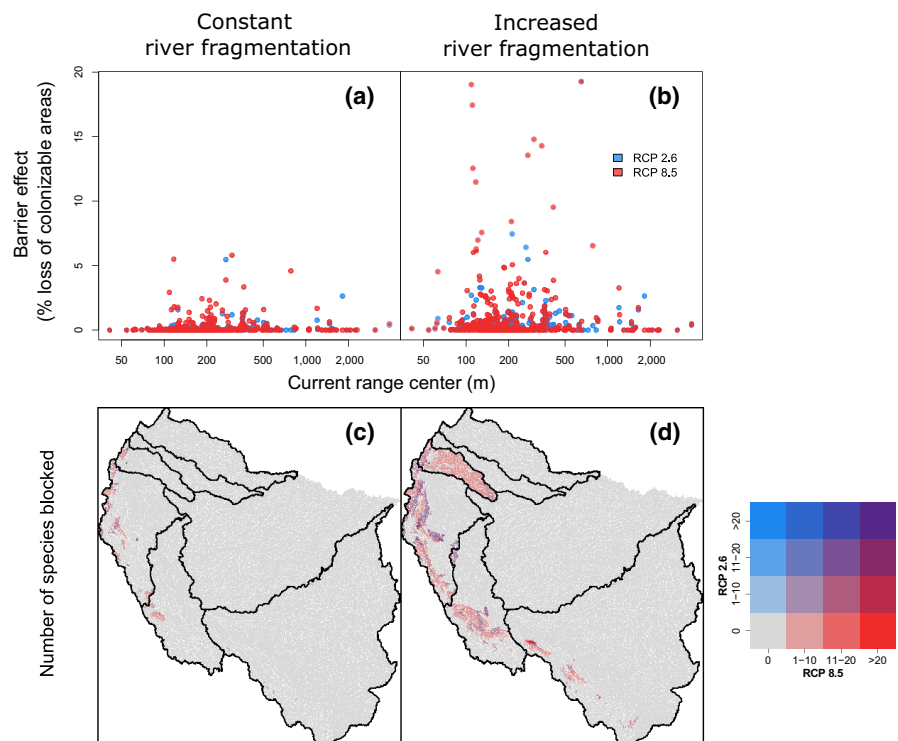 Constant
river fragmentation
Increased
river fragmentation
Barrier effect
(% loss of colonizable areas)
20
15
10
5
0
(a)
(b)
RCP 2.6
RCP 8.5
50 100 200 500 1,000 2,000
50 100 200 500 1,000 2,000
Current range center (m)
Number of species blocked
(c)
(d)
RCP 2.6
>20
11−20
1−10
0
0 1−10 11−20 >20
RCP 8.5